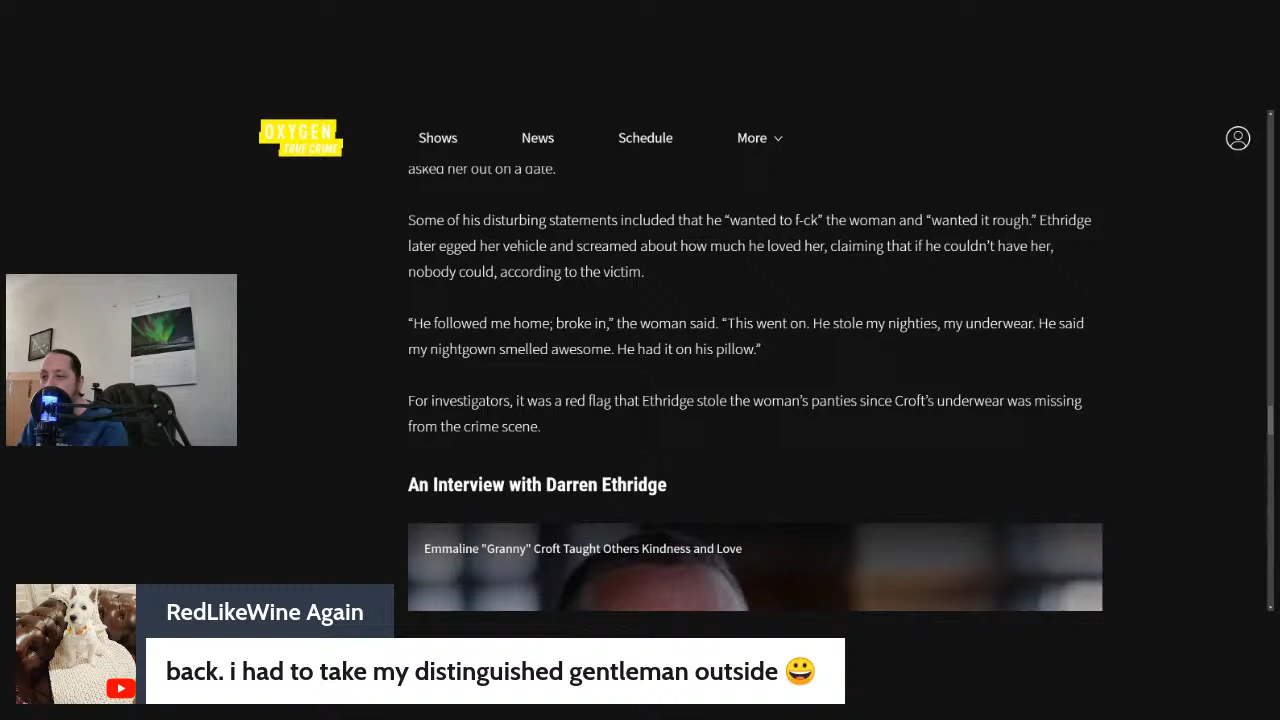 OXYGEN
TRUE CRIME
Shows
News
Schedule
More
asked her out on a date.
Some of his disturbing statements included that he “wanted to f-ck” the woman and “wanted it rough.” Ethridge
later egged her vehicle and screamed about how much he loved her, claiming that if he couldn’t have her,
nobody could, according to the victim.
“He followed me home; broke in,” the woman said. “This went on. He stole my nighties, my underwear. He said
my nightgown smelled awesome. He had it on his pillow.”
For investigators, it was a red flag that Ethridge stole the woman’s panties since Croft’s underwear was missing
from the crime scene.
An Interview with Darren Ethridge
Emmaline "Granny" Croft Taught Others Kindness and Love
RedLikeWine Again
back. i had to take my distinguished gentleman outside 😀